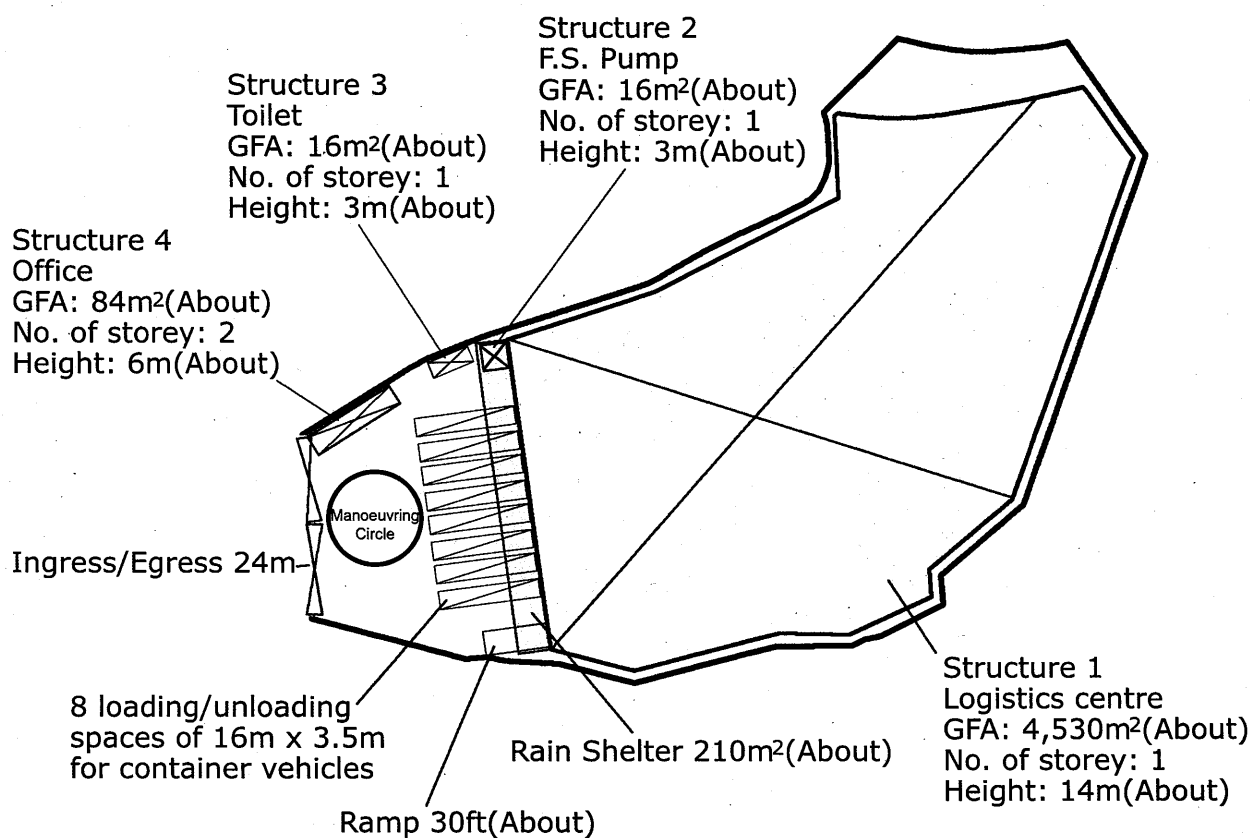 Structure 2
F.S. Pump
GFA: 16m²(About)
No. of storey: 1
Height: 3m(About)
Structure 3
Toilet
GFA: 16m²(About)
No. of storey: 1
Height: 3m(About)
Structure 4
Office
GFA: 84m²(About)
No. of storey: 2
Height: 6m(About)
Manoeuvring
Circle
Ingress/Egress 24m
8 loading/unloading
spaces of 16m x 3.5m
for container vehicles
Ramp 30ft(About)
Rain Shelter 210m²(About)
Structure 1
Logistics centre
GFA: 4,530m²(About)
No. of storey: 1
Height: 14m(About)